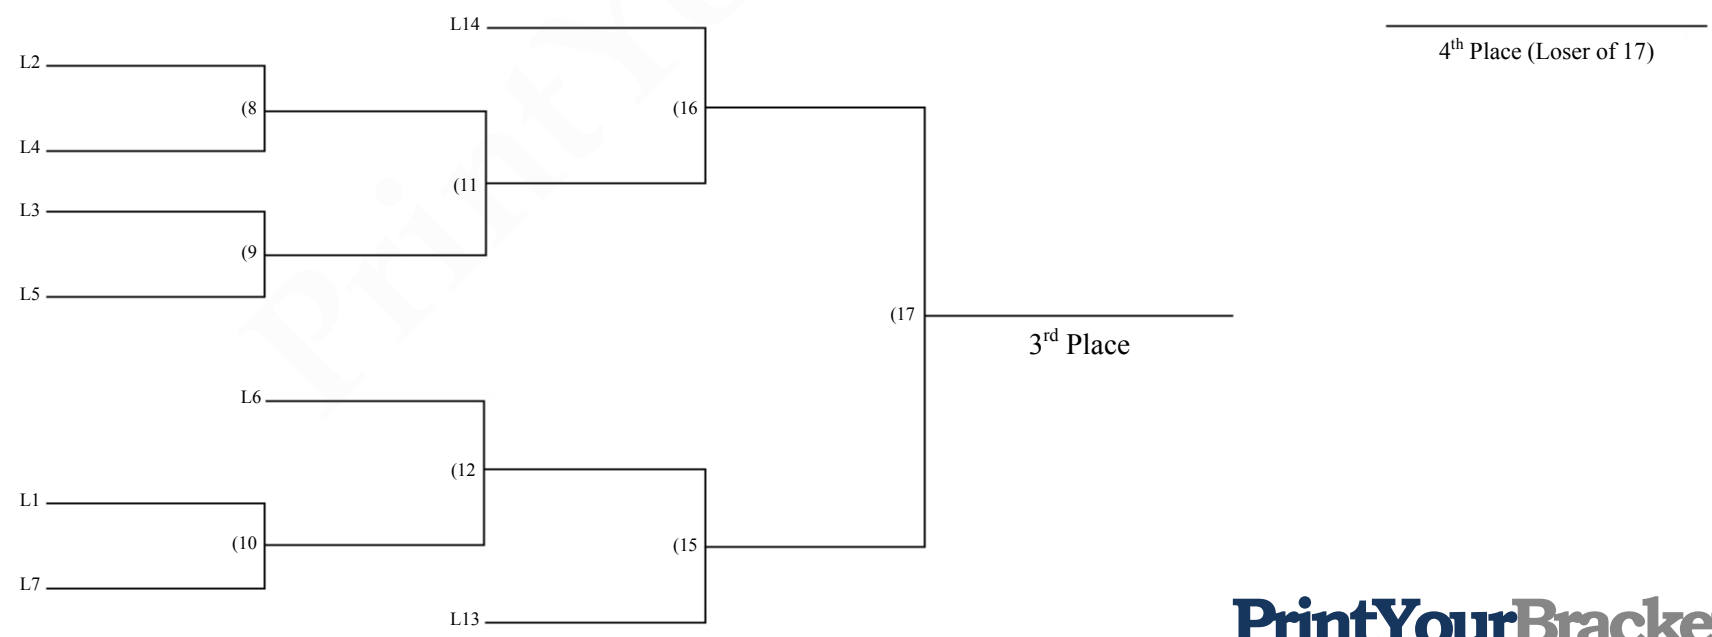 L14
4th Place (Loser of 17)
L2
(8
(16
L4
(11
L3
(9
L5
(17
3rd Place
L6
(12
L1
(10
(15
L7
L13
PrintYourBracke
PrintYo